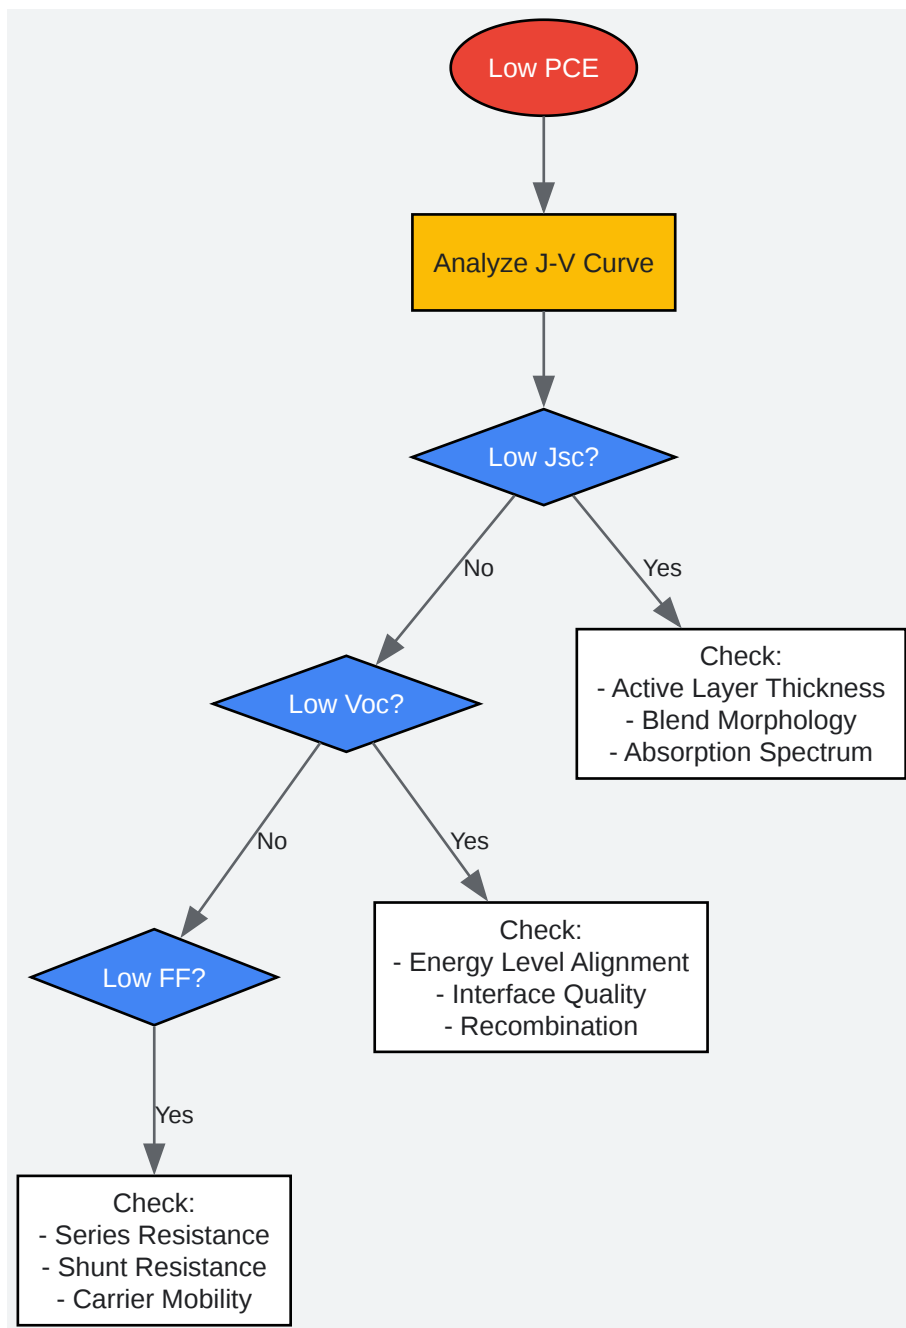 Low PCE
Analyze J-V Curve
Low Jsc?
No
Yes
Check:
- Active Layer Thickness
- Blend Morphology
- Absorption Spectrum
Low Voc?
No
Yes
Check:
- Energy Level Alignment
- Interface Quality
- Recombination
Low FF?
Yes
Check:
- Series Resistance
- Shunt Resistance
- Carrier Mobility